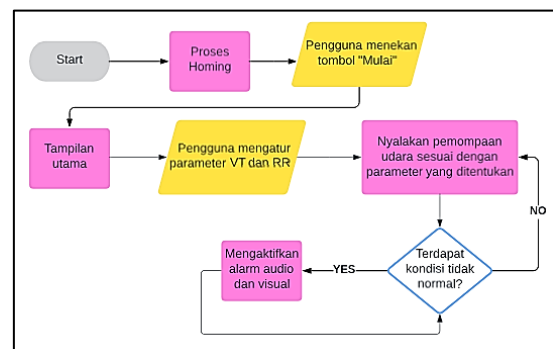 Start
Proses
Homing
Pengguna menekan
tombol "Mulai"
Tampilan
utama
Pengguna mengatur
parameter VT dan RR
Nyalakan pemompaan
udara sesuai dengan
parameter yang ditentukan
NO
Mengaktifkan
alarm audio
dan visual
YES
Terdapat
kondisi tidak
normal?